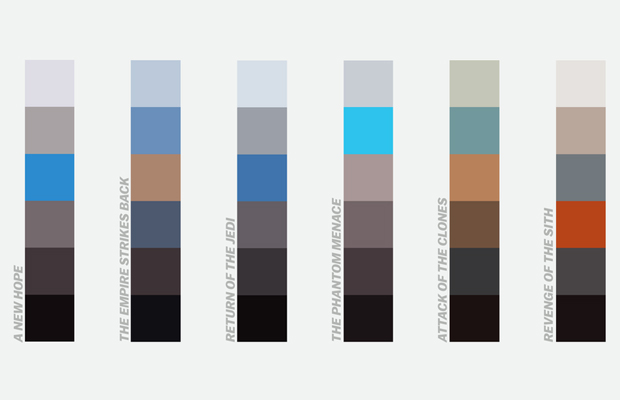 A NEW HOPE
THE EMPIRE STRIKES BACK
RETURN OF THE JEDI
THE PHANTOM MENACE
ATTACK OF THE CLONES
REVENGE OF THE SITH